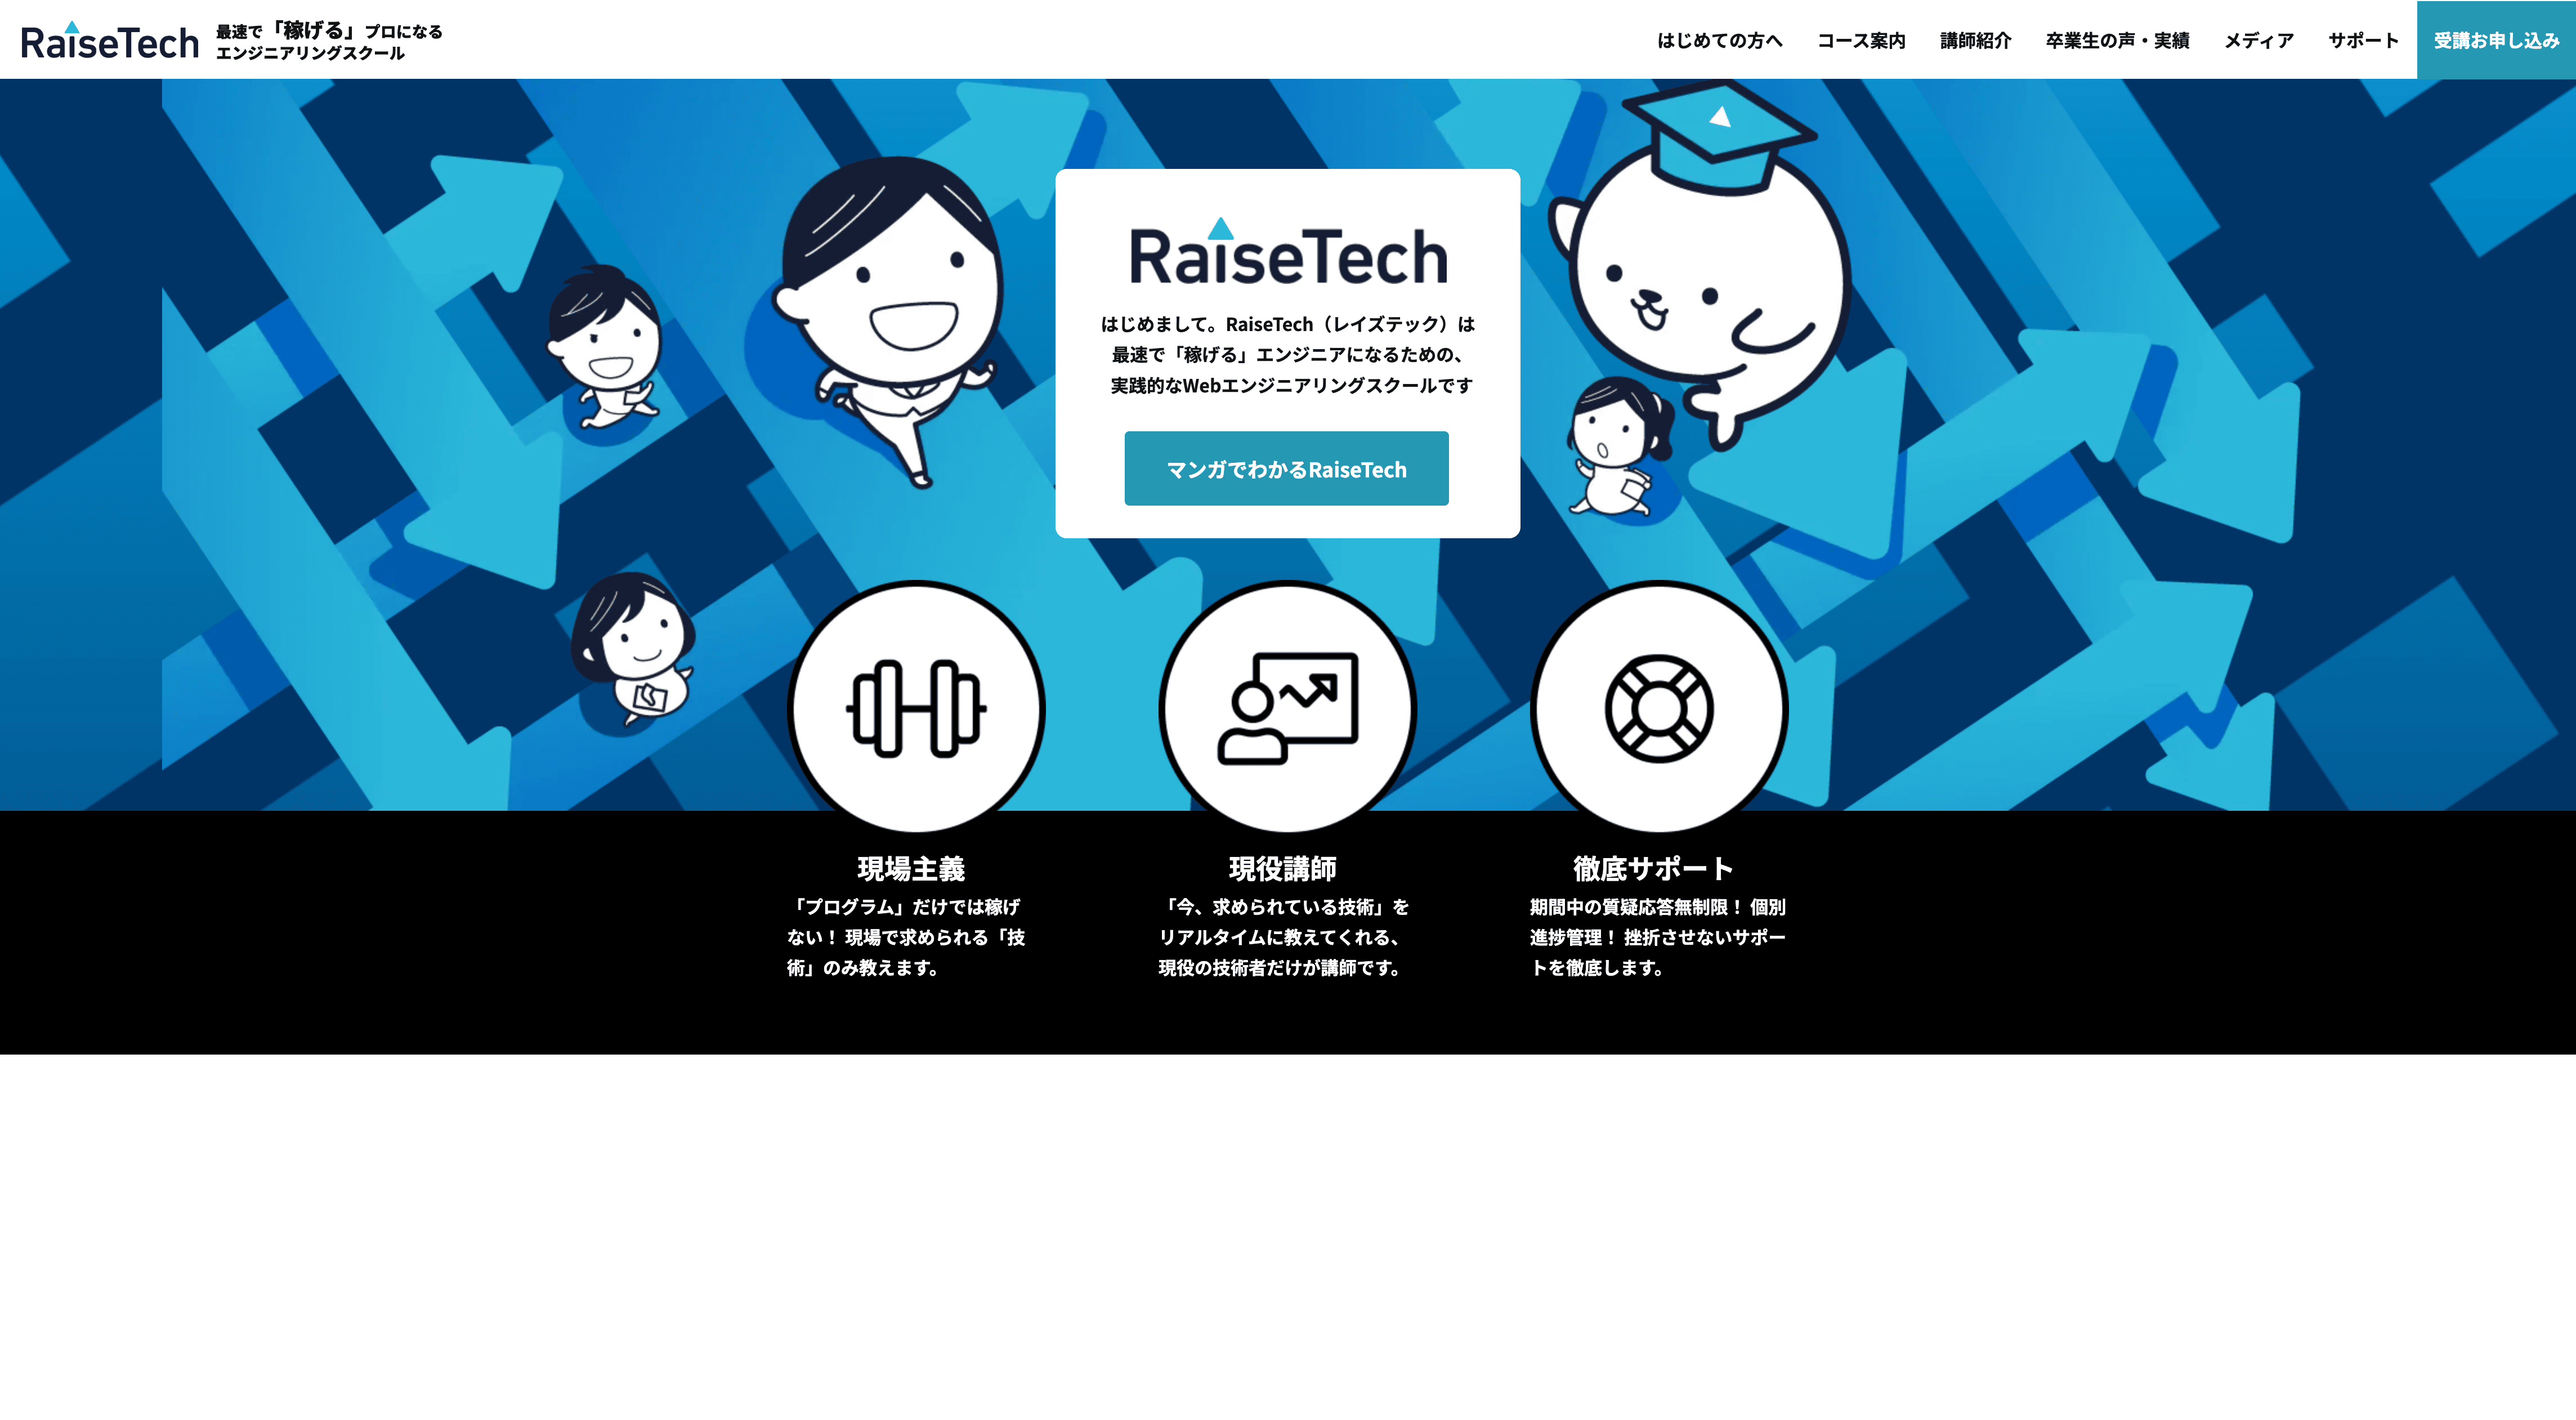 RaiseTech
最速で「稼げる」プロになる
エンジニアリングスクール
はじめての方へ
コース案内
講師紹介
卒業生の声・実績
メディア
サポート
受講お申し込み
RaiseTech
はじめまして。RaiseTech（レイズテック）は
最速で「稼げる」エンジニアになるための、
実践的なWebエンジニアリングスクールです
マンガでわかるRaiseTech
現場主義
「プログラム」だけでは稼げ
ない！ 現場で求められる「技
術」のみ教えます。
現役講師
「今、求められている技術」を
リアルタイムに教えてくれる、
現役の技術者だけが講師です。
徹底サポート
期間中の質疑応答無制限！ 個別
進捗管理！ 挫折させないサポー
トを徹底します。